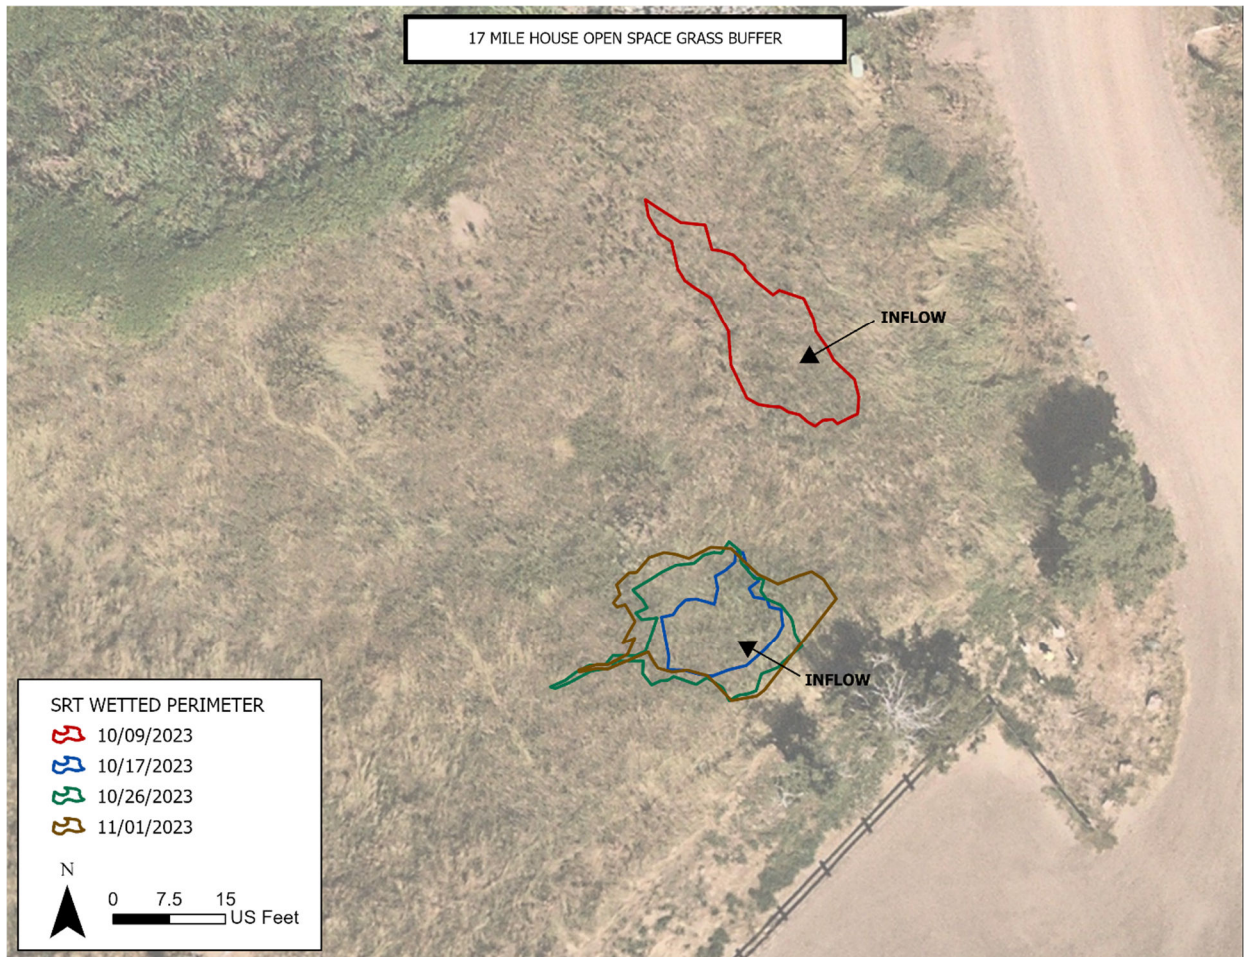 17 MILE HOUSE OPEN SPACE GRASS BUFFER
INFLOW
INFLOW
SRT WETTED PERIMETER
10/09/2023
10/17/2023
10/26/2023
11/01/2023
N
0 7.5 15
US Feet